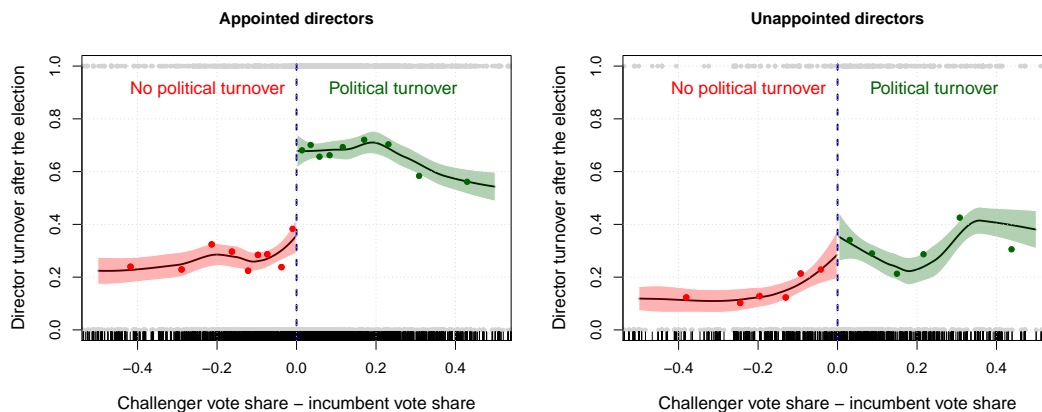 Appointed directors
No political turnover
Political turnover
Director turnover after the election
1.0
0.8
0.6
0.4
0.2
0.0
−0.4
−0.2
0.0
0.2
0.4
Challenger vote share − incumbent vote share
Unappointed directors
No political turnover
Political turnover
Director turnover after the election
1.0
0.8
0.6
0.4
0.2
0.0
−0.4
−0.2
0.0
0.2
0.4
Challenger vote share − incumbent vote share